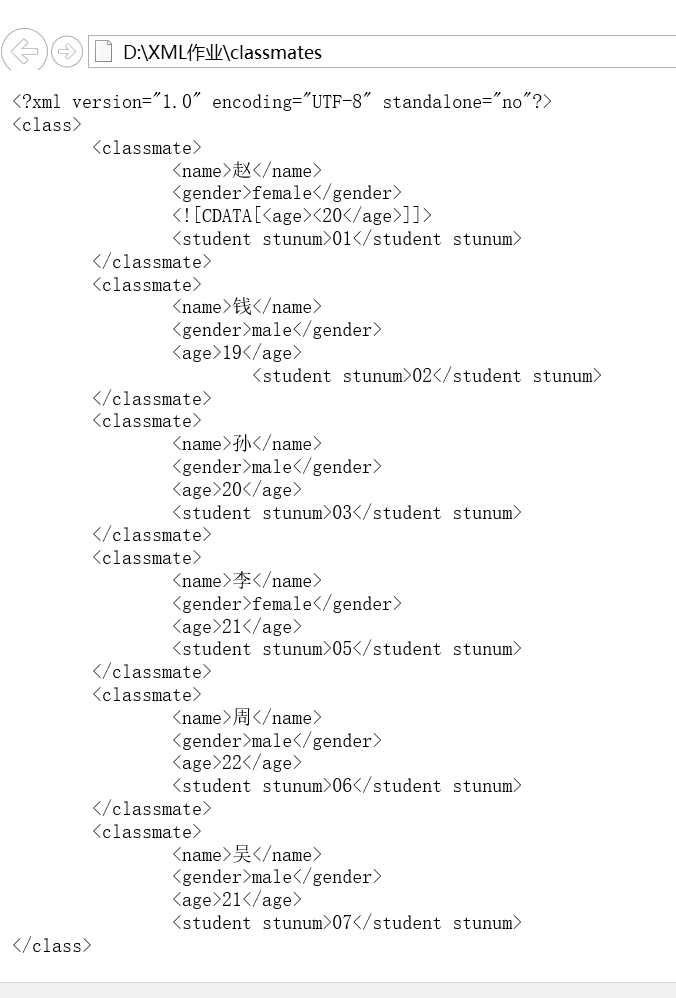 D:\XML作业\classmates
<?xml version="1.0" encoding="UTF-8" standalone="no"?>
<class>
<classmate>
<name>赵</name>
<gender>female</gender>
<![CDATA[<age><20</age>]]>
<student stunum>01</student stunum>
</classmate>
<classmate>
<name>钱</name>
<gender>male</gender>
<age>19</age>
<student stunum>02</student stunum>
</classmate>
<classmate>
<name>孙</name>
<gender>male</gender>
<age>20</age>
<student stunum>03</student stunum>
</classmate>
<classmate>
<name>李</name>
<gender>female</gender>
<age>21</age>
<student stunum>05</student stunum>
</classmate>
<classmate>
<name>周</name>
<gender>male</gender>
<age>22</age>
<student stunum>06</student stunum>
</classmate>
<classmate>
<name>吴</name>
<gender>male</gender>
<age>21</age>
<student stunum>07</student stunum>
</class>